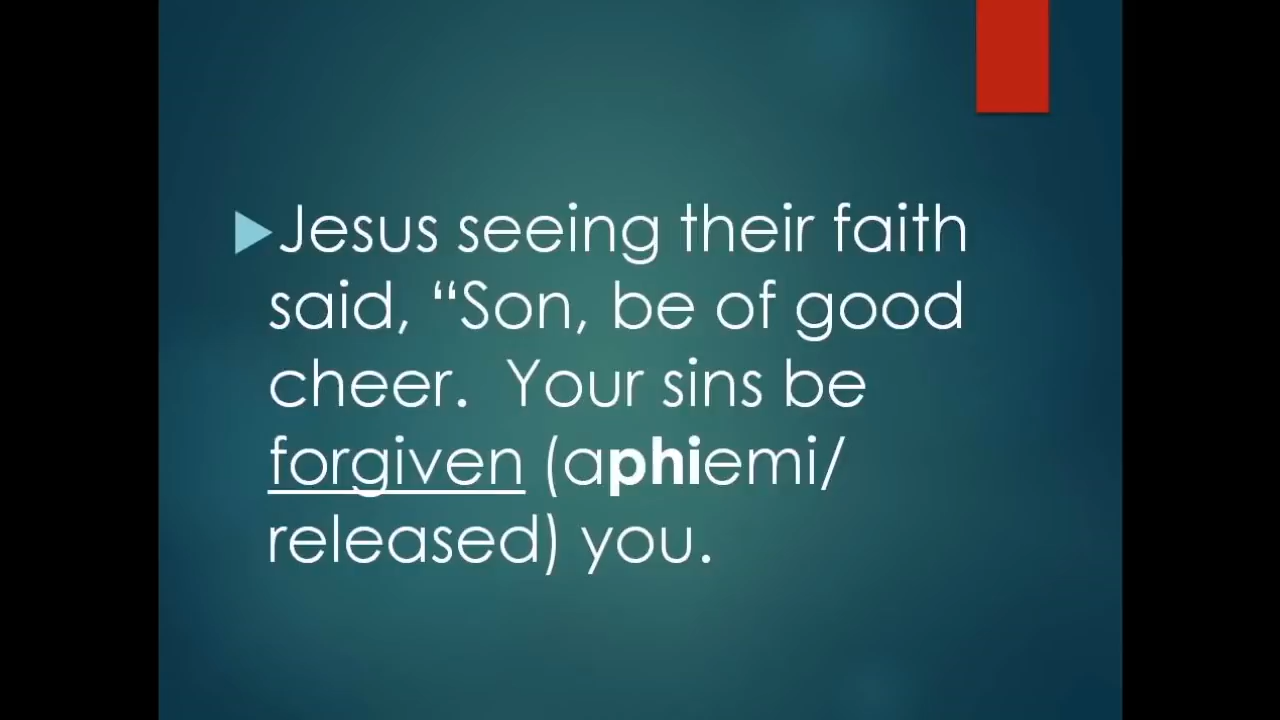 Jesus seeing their faith
said, “Son, be of good
cheer.  Your sins be
forgiven (aphiemi/
released) you.